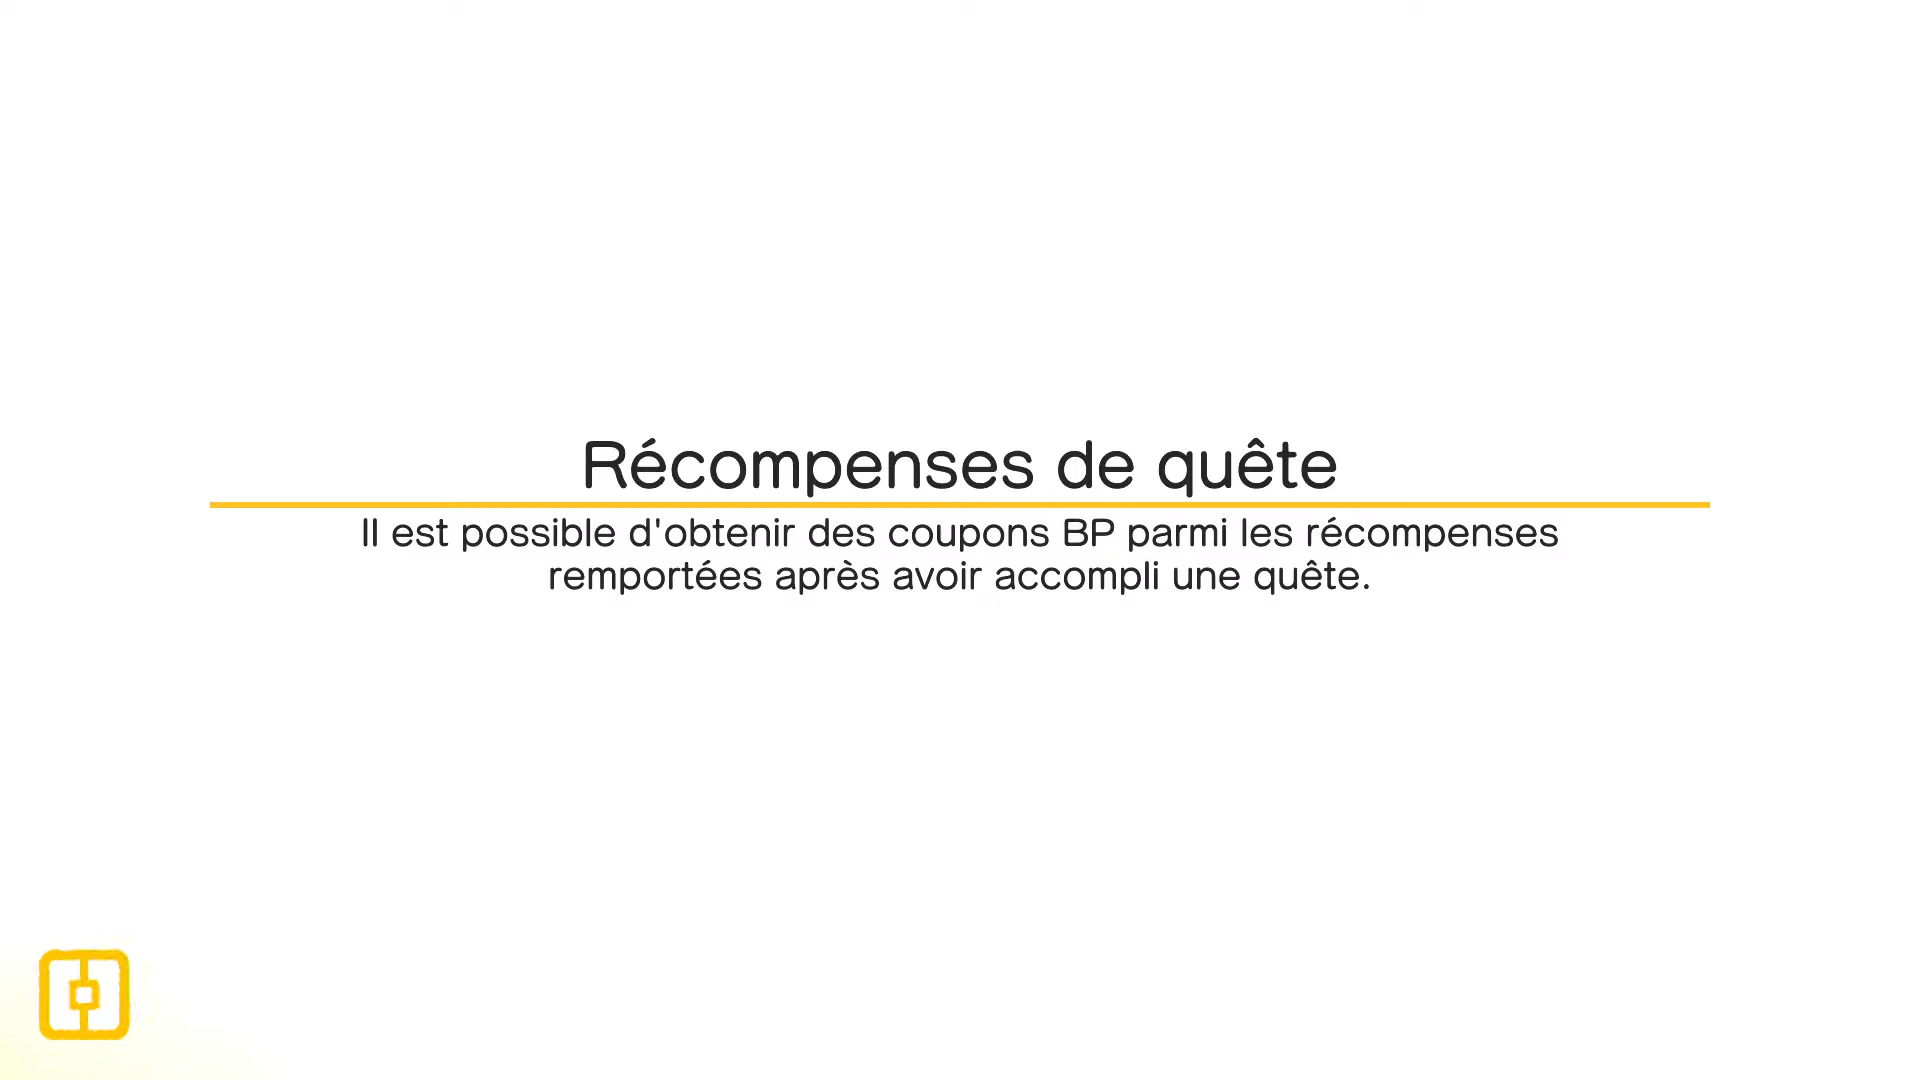 Récompenses de quête
Il est possible d'obtenir des coupons BP parmi les récompenses
remportées après avoir accompli une quête.